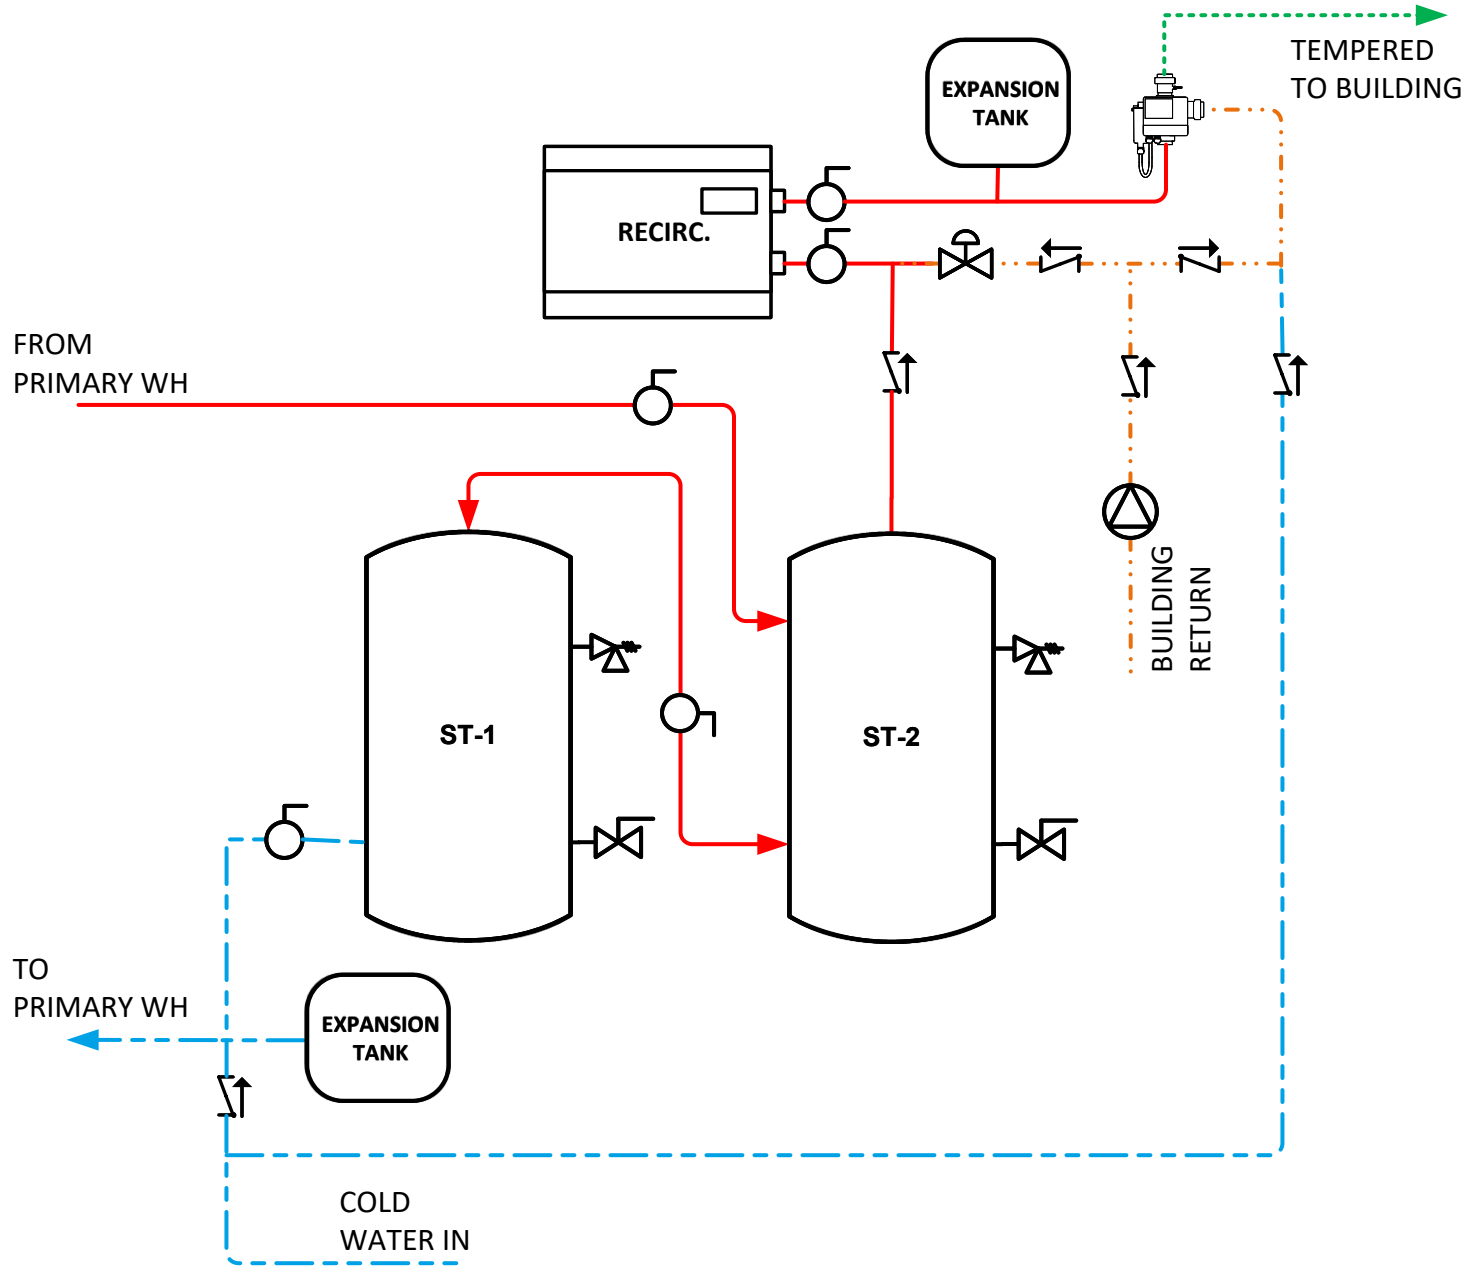 TEMPERED
TO BUILDING
EXPANSION
TANK
RECIRC.
FROM
PRIMARY WH
BUILDING
RETURN
ST-1
ST-2
TO
PRIMARY WH
EXPANSION
TANK
COLD
WATER IN